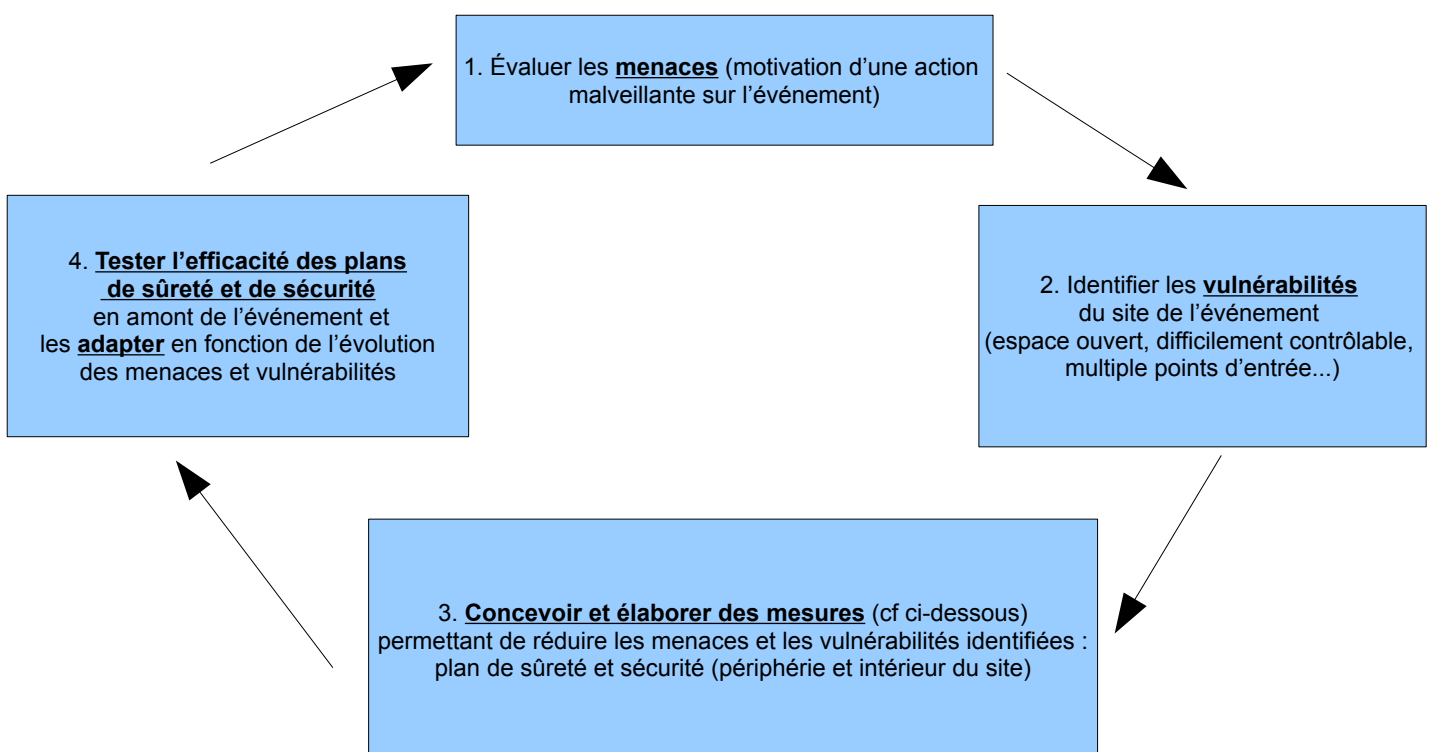 1. Évaluer les menaces (motivation d’une action
malveillante sur l’événement)
2. Identifier les vulnérabilités
du site de l’événement
(espace ouvert, difficilement contrôlable,
multiple points d’entrée...)
3. Concevoir et élaborer des mesures (cf ci-dessous)
permettant de réduire les menaces et les vulnérabilités identifiées :
plan de sûreté et sécurité (périphérie et intérieur du site)
4. Tester l’efficacité des plans
de sûreté et de sécurité
en amont de l’événement et
les adapter en fonction de l’évolution
des menaces et vulnérabilités